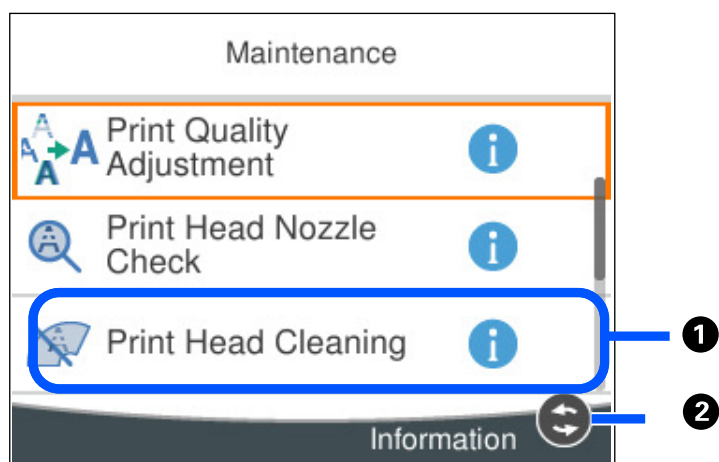 Maintenance
Print Quality
Adjustment
Print Head Nozzle
Check
Print Head Cleaning
1
2
Information